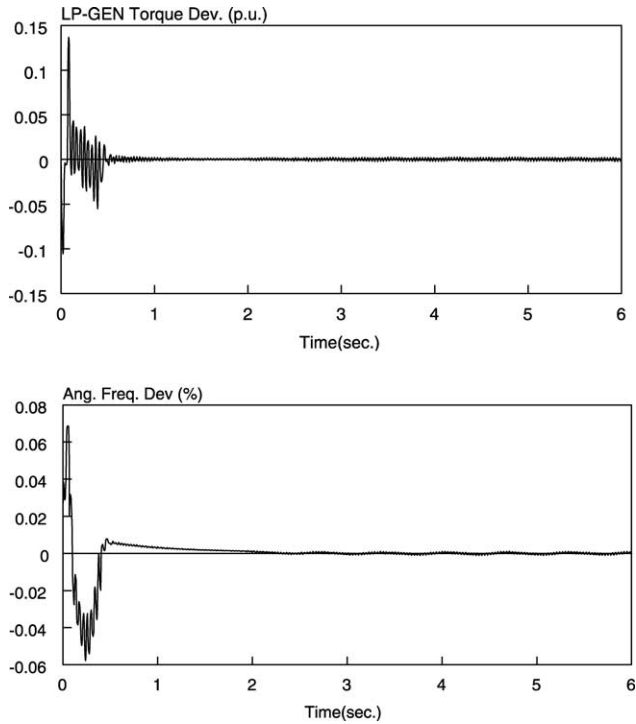 LP-GEN Torque Dev. (p.u.)
0.15
0.1
0.05
0
-0.05
-0.1
-0.15
0 1 2 3 4 5 6
Time(sec.)
Ang. Freq. Dev (%)
0.08
0.06
0.04
0.02
0
-0.02
-0.04
-0.06
0 1 2 3 4 5 6
Time(sec.)